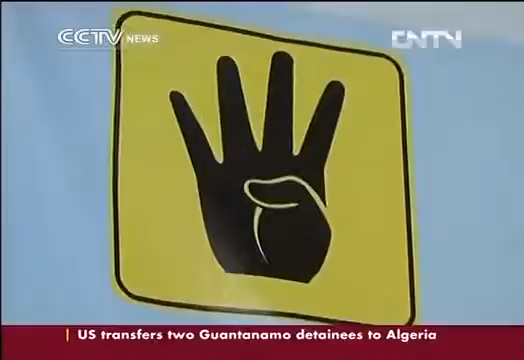 CCTV NEWS
CNTV
US transfers two Guantanamo detainees to Algeria